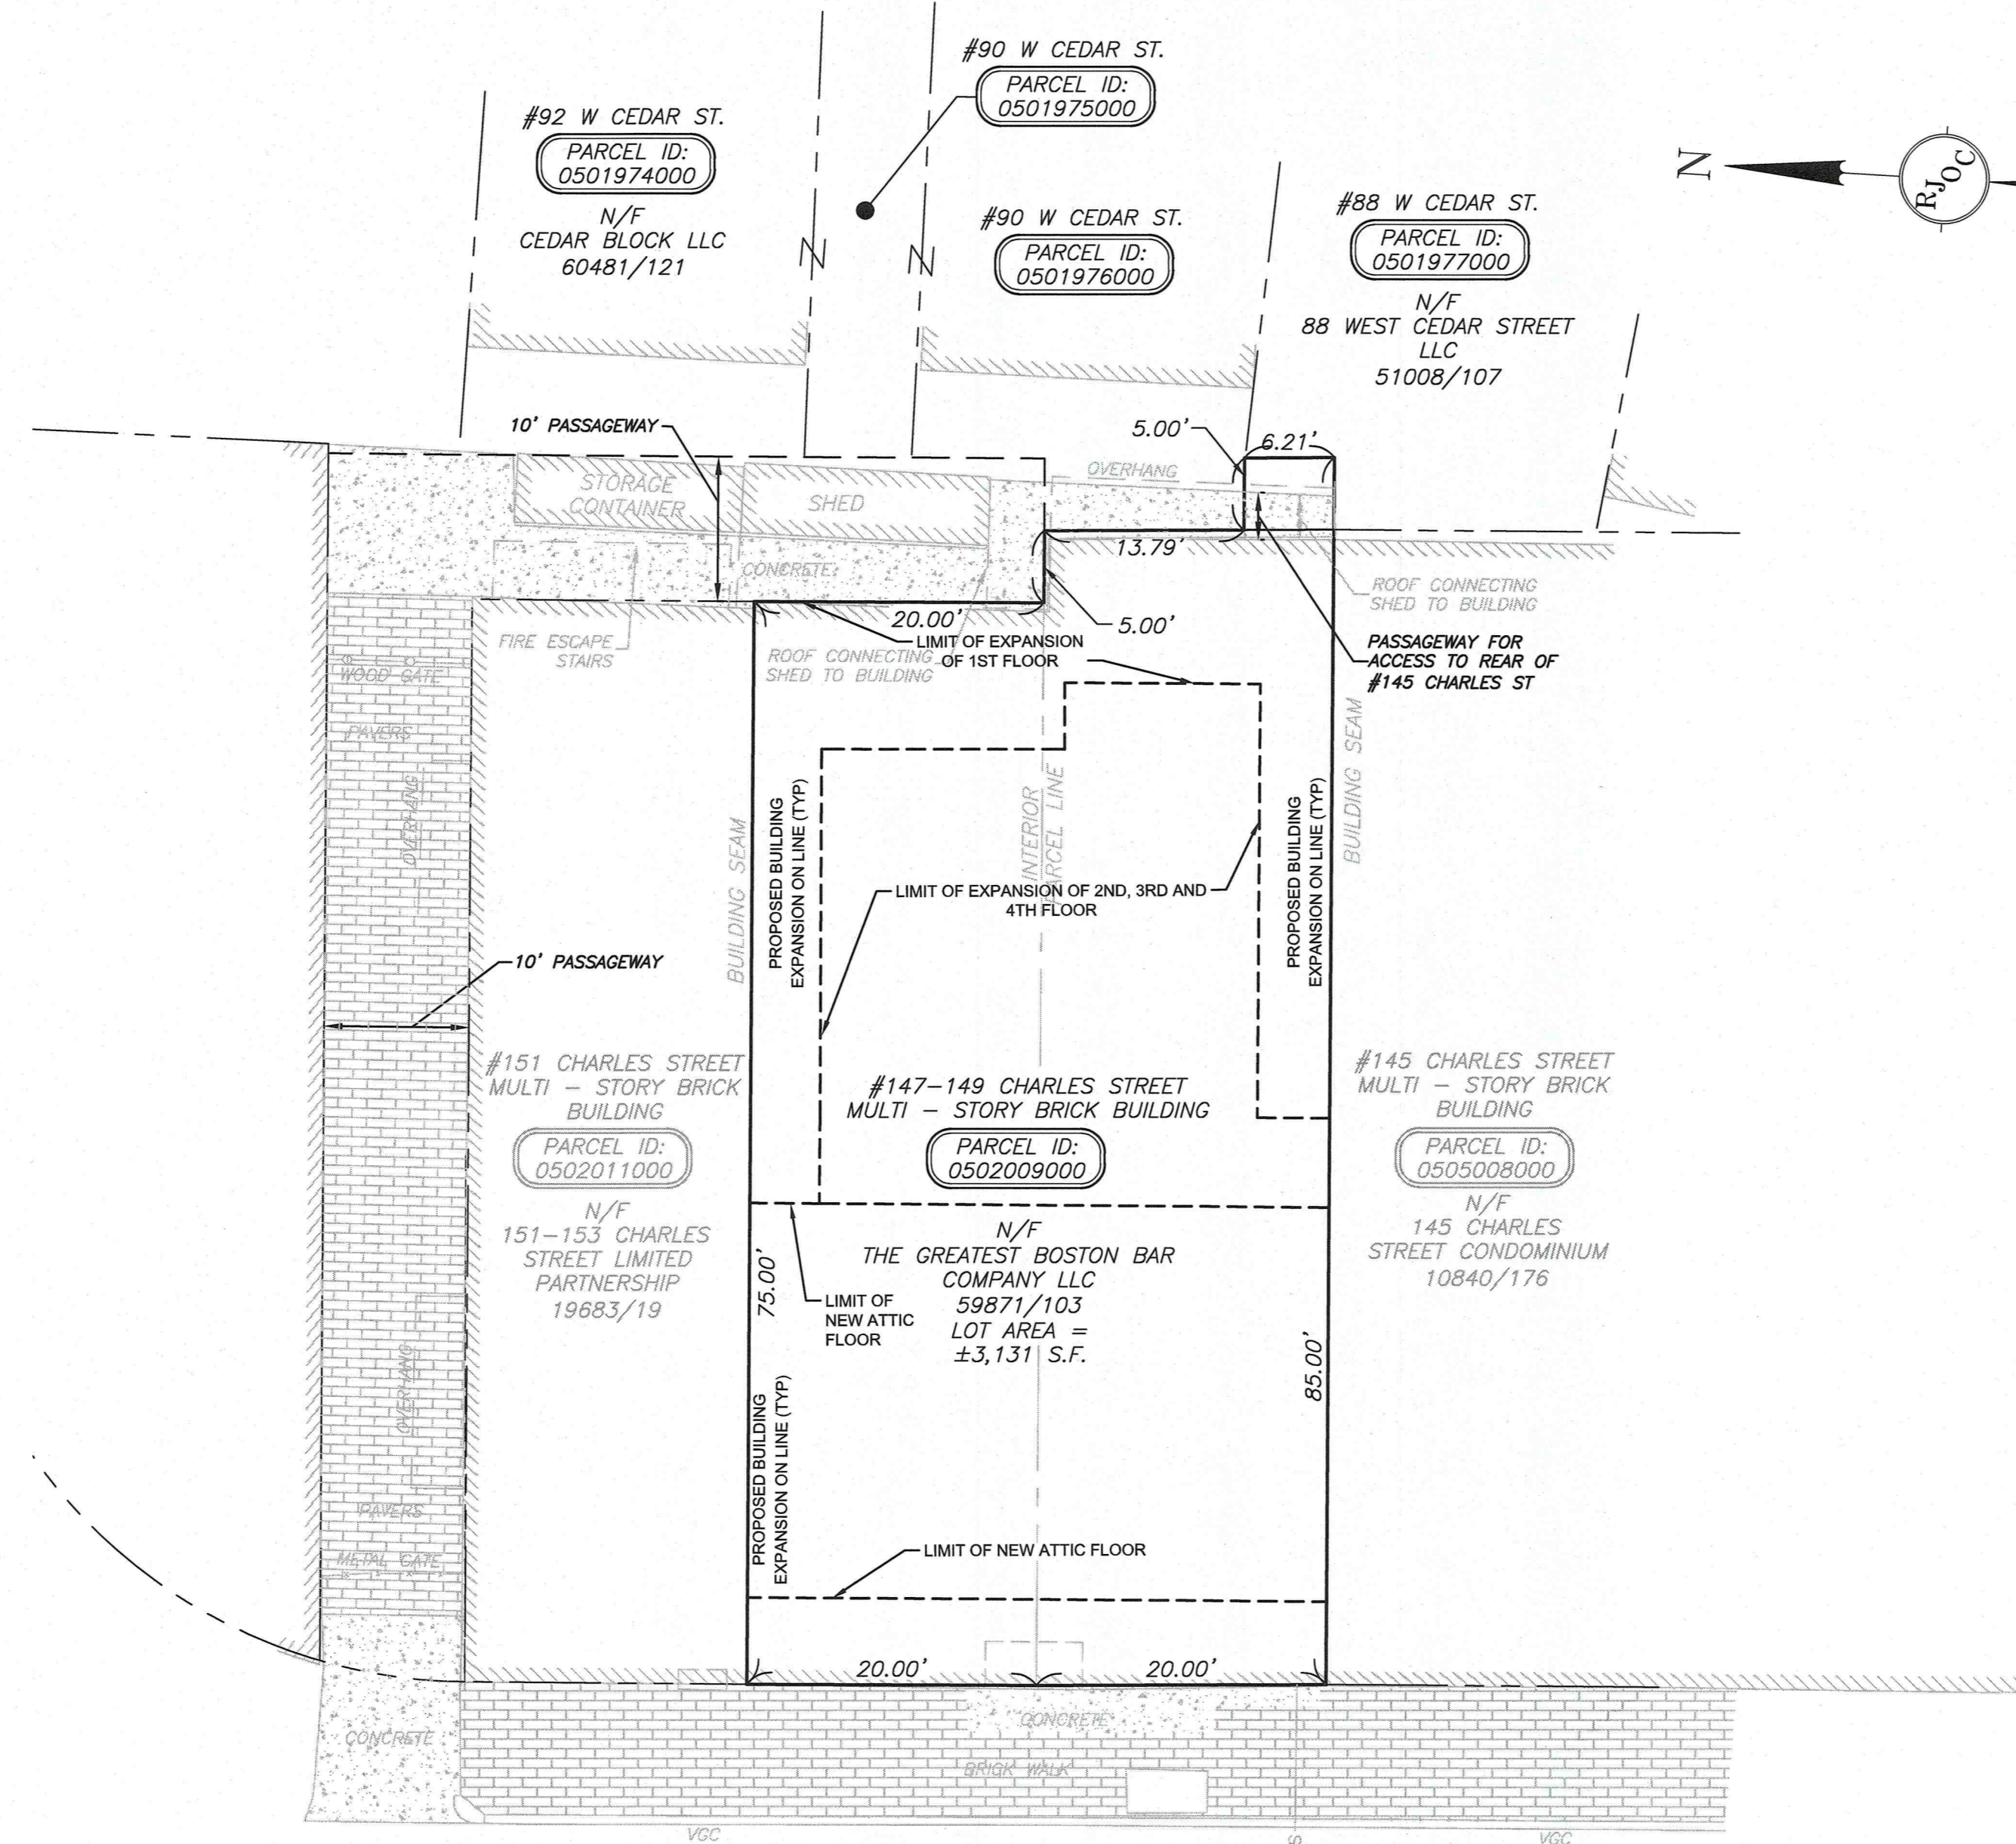 #90 W CEDAR ST.
PARCEL ID:
0501975000
#92 W CEDAR ST.
PARCEL ID:
0501974000
N/F
CEDAR BLOCK LLC
60481/121
#90 W CEDAR ST.
PARCEL ID:
0501976000
#88 W CEDAR ST.
PARCEL ID:
0501977000
N/F
88 WEST CEDAR STREET
LLC
51008/107
N
RJOC
10' PASSAGEWAY
5.00'
6.21'
OVERHANG
STORAGE
CONTAINER
SHED
13.79'
CONCRETE
20.00'
5.00'
ROOF CONNECTING
SHED TO BUILDING
FIRE ESCAPE
STAIRS
LIMIT OF EXPANSION
OF 1ST FLOOR
ROOF CONNECTING
SHED TO BUILDING
PASSAGEWAY FOR
ACCESS TO REAR OF
#145 CHARLES ST
WOOD GATE
PAVERS
OVERHANG
BUILDING SEAM
PROPOSED BUILDING
EXPANSION ON LINE (TYP)
INTERIOR
PARCEL LINE
PROPOSED BUILDING
EXPANSION ON LINE (TYP)
BUILDING SEAM
LIMIT OF EXPANSION OF 2ND, 3RD AND
4TH FLOOR
10' PASSAGEWAY
#151 CHARLES STREET
MULTI - STORY BRICK
BUILDING
PARCEL ID:
0502011000
N/F
151-153 CHARLES
STREET LIMITED
PARTNERSHIP
19683/19
#147-149 CHARLES STREET
MULTI - STORY BRICK BUILDING
PARCEL ID:
0502009000
N/F
THE GREATEST BOSTON BAR
COMPANY LLC
59871/103
LOT AREA =
±3,131 S.F.
#145 CHARLES STREET
MULTI - STORY BRICK
BUILDING
PARCEL ID:
0505008000
N/F
145 CHARLES
STREET CONDOMINIUM
10840/176
75.00'
LIMIT OF
NEW ATTIC
FLOOR
85.00'
OVERHANG
PROPOSED BUILDING
EXPANSION ON LINE (TYP)
PAVERS
METAL GATE
LIMIT OF NEW ATTIC FLOOR
20.00'
20.00'
CONCRETE
CONCRETE
BRICK WALK
VGC
S
VGC